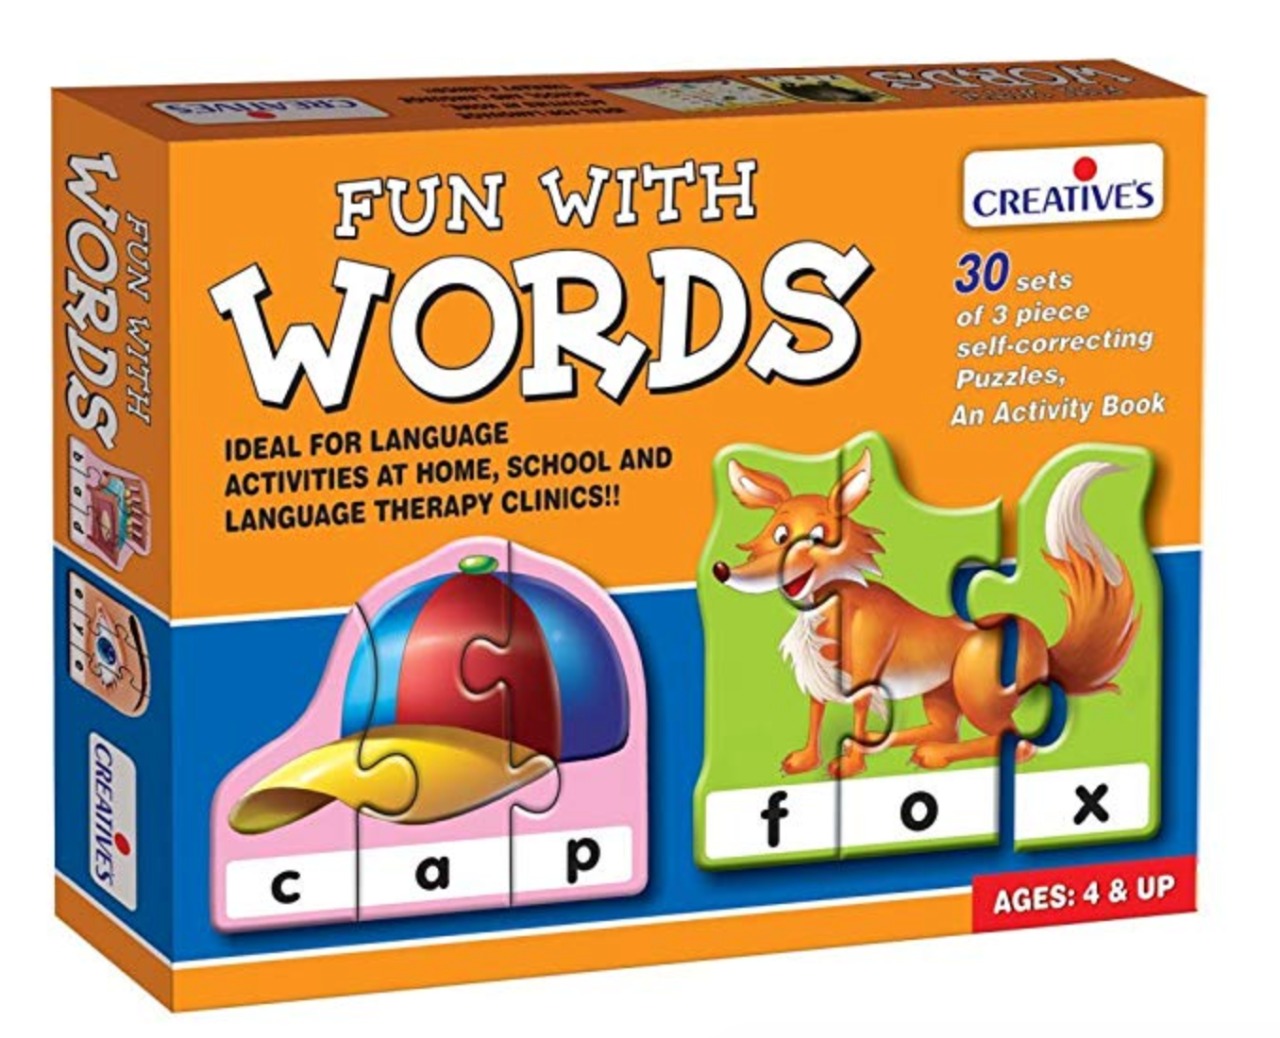 FUN WITH
WORDS
CREATIVE'S
30 sets
of 3 piece
self-correcting
Puzzles,
An Activity Book
IDEAL FOR LANGUAGE
ACTIVITIES AT HOME, SCHOOL AND
LANGUAGE THERAPY CLINICS!!
c a p
f o x
AGES: 4 & UP
FUN WITH
WORDS
b e d
e y e
CREATIVE'S
CREATIVE'S
WORDS